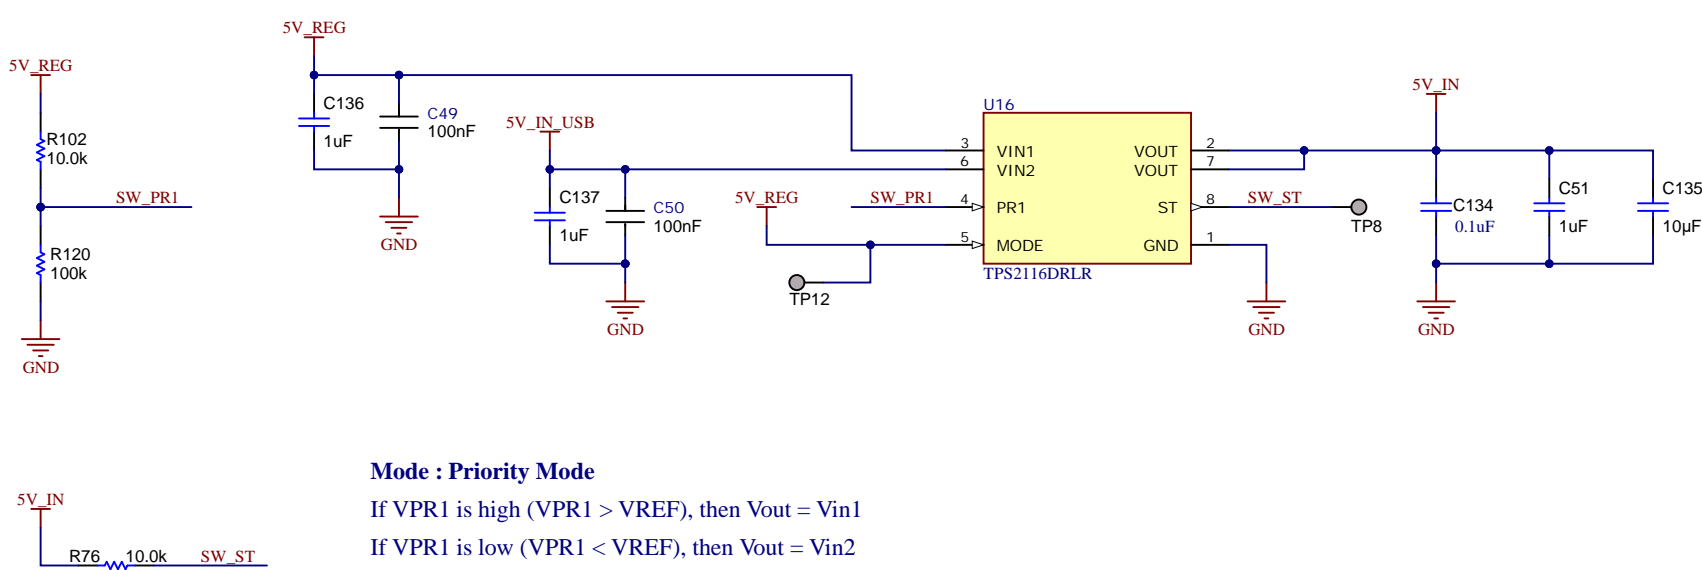 5V_REG
R102
10.0k
SW_PR1
R120
100k
GND
5V_REG
C136
1uF
C49
100nF
GND
5V_IN_USB
C137
1uF
C50
100nF
GND
5V_REG
TP12
SW_PR1
U16
3 VIN1 VOUT 2
6 VIN2 VOUT 7
4 PR1 ST 8
5 MODE GND 1
TPS2116DRLR
SW_ST
TP8
GND
5V_IN
C134
0.1uF
C51
1uF
C135
10µF
GND
5V_IN
R76 10.0k SW_ST
Mode : Priority Mode
If VPR1 is high (VPR1 > VREF), then Vout = Vin1
If VPR1 is low (VPR1 < VREF), then Vout = Vin2